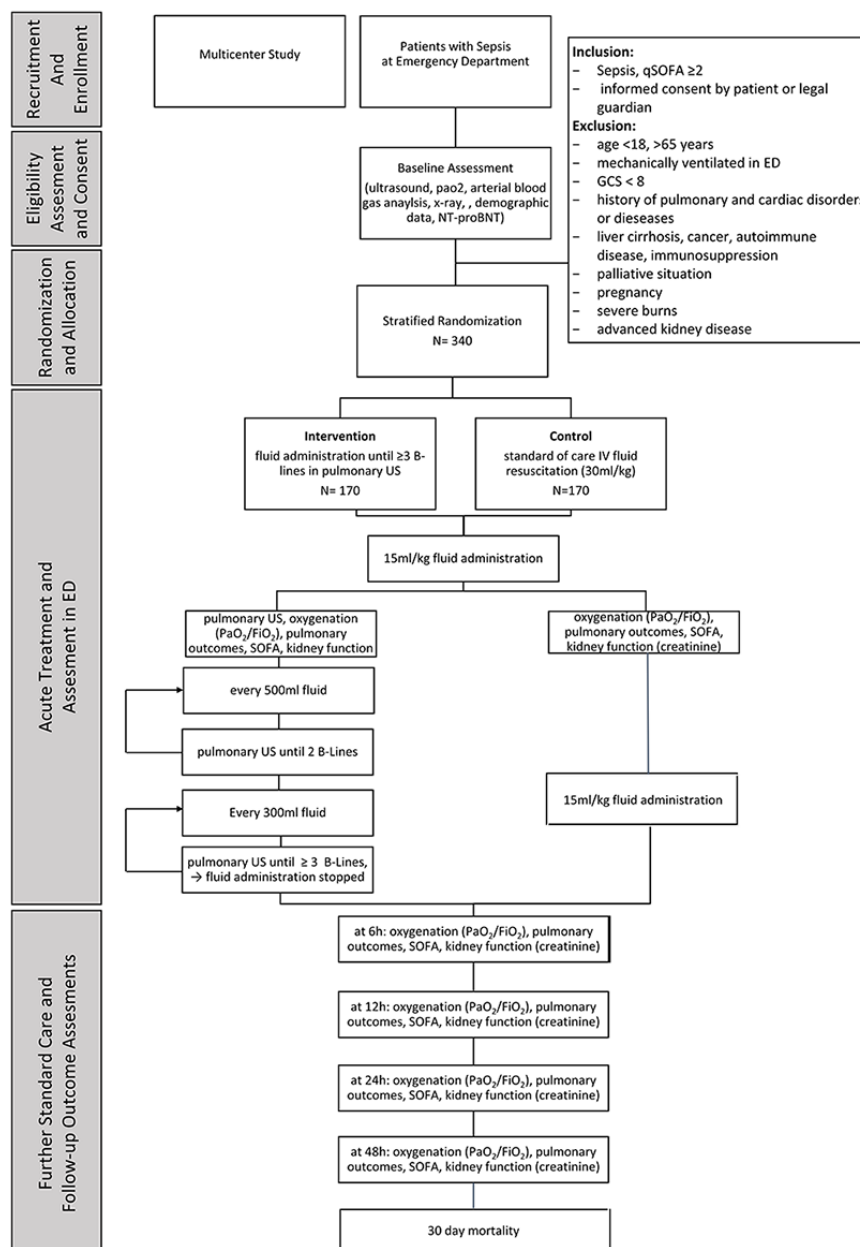 Recruitment
And
Enrollment
Multicenter Study
Patients with Sepsis
at Emergency Department
Inclusion:
– Sepsis, qSOFA ≥2
– informed consent by patient or legal
guardian
Exclusion:
– age <18, >65 years
– mechanically ventilated in ED
– GCS < 8
– history of pulmonary and cardiac disorders
or dieseases
– liver cirrhosis, cancer, autoimmune
disease, immunosuppression
– palliative situation
– pregnancy
– severe burns
– advanced kidney disease
Eligibility
Assesment
and Consent
Baseline Assessment
(ultrasound, pao2, arterial blood
gas anaylsis, x-ray, , demographic
data, NT-proBNT)
Randomization
and Allocation
Stratified Randomization
N= 340
Acute Treatment and
Assesment in ED
Intervention
fluid administration until ≥3 B-
lines in pulmonary US
N= 170
Control
standard of care IV fluid
resuscitation (30ml/kg)
N=170
15ml/kg fluid administration
pulmonary US, oxygenation
(PaO₂/FiO₂), pulmonary
outcomes, SOFA, kidney function
every 500ml fluid
pulmonary US until 2 B-Lines
Every 300ml fluid
pulmonary US until ≥ 3 B-Lines,
→ fluid administration stopped
oxygenation (PaO₂/FiO₂),
pulmonary outcomes, SOFA,
kidney function (creatinine)
15ml/kg fluid administration
Further Standard Care and
Follow-up Outcome Assesments
at 6h: oxygenation (PaO₂/FiO₂), pulmonary
outcomes, SOFA, kidney function (creatinine)
at 12h: oxygenation (PaO₂/FiO₂), pulmonary
outcomes, SOFA, kidney function (creatinine)
at 24h: oxygenation (PaO₂/FiO₂), pulmonary
outcomes, SOFA, kidney function (creatinine)
at 48h: oxygenation (PaO₂/FiO₂), pulmonary
outcomes, SOFA, kidney function (creatinine)
30 day mortality